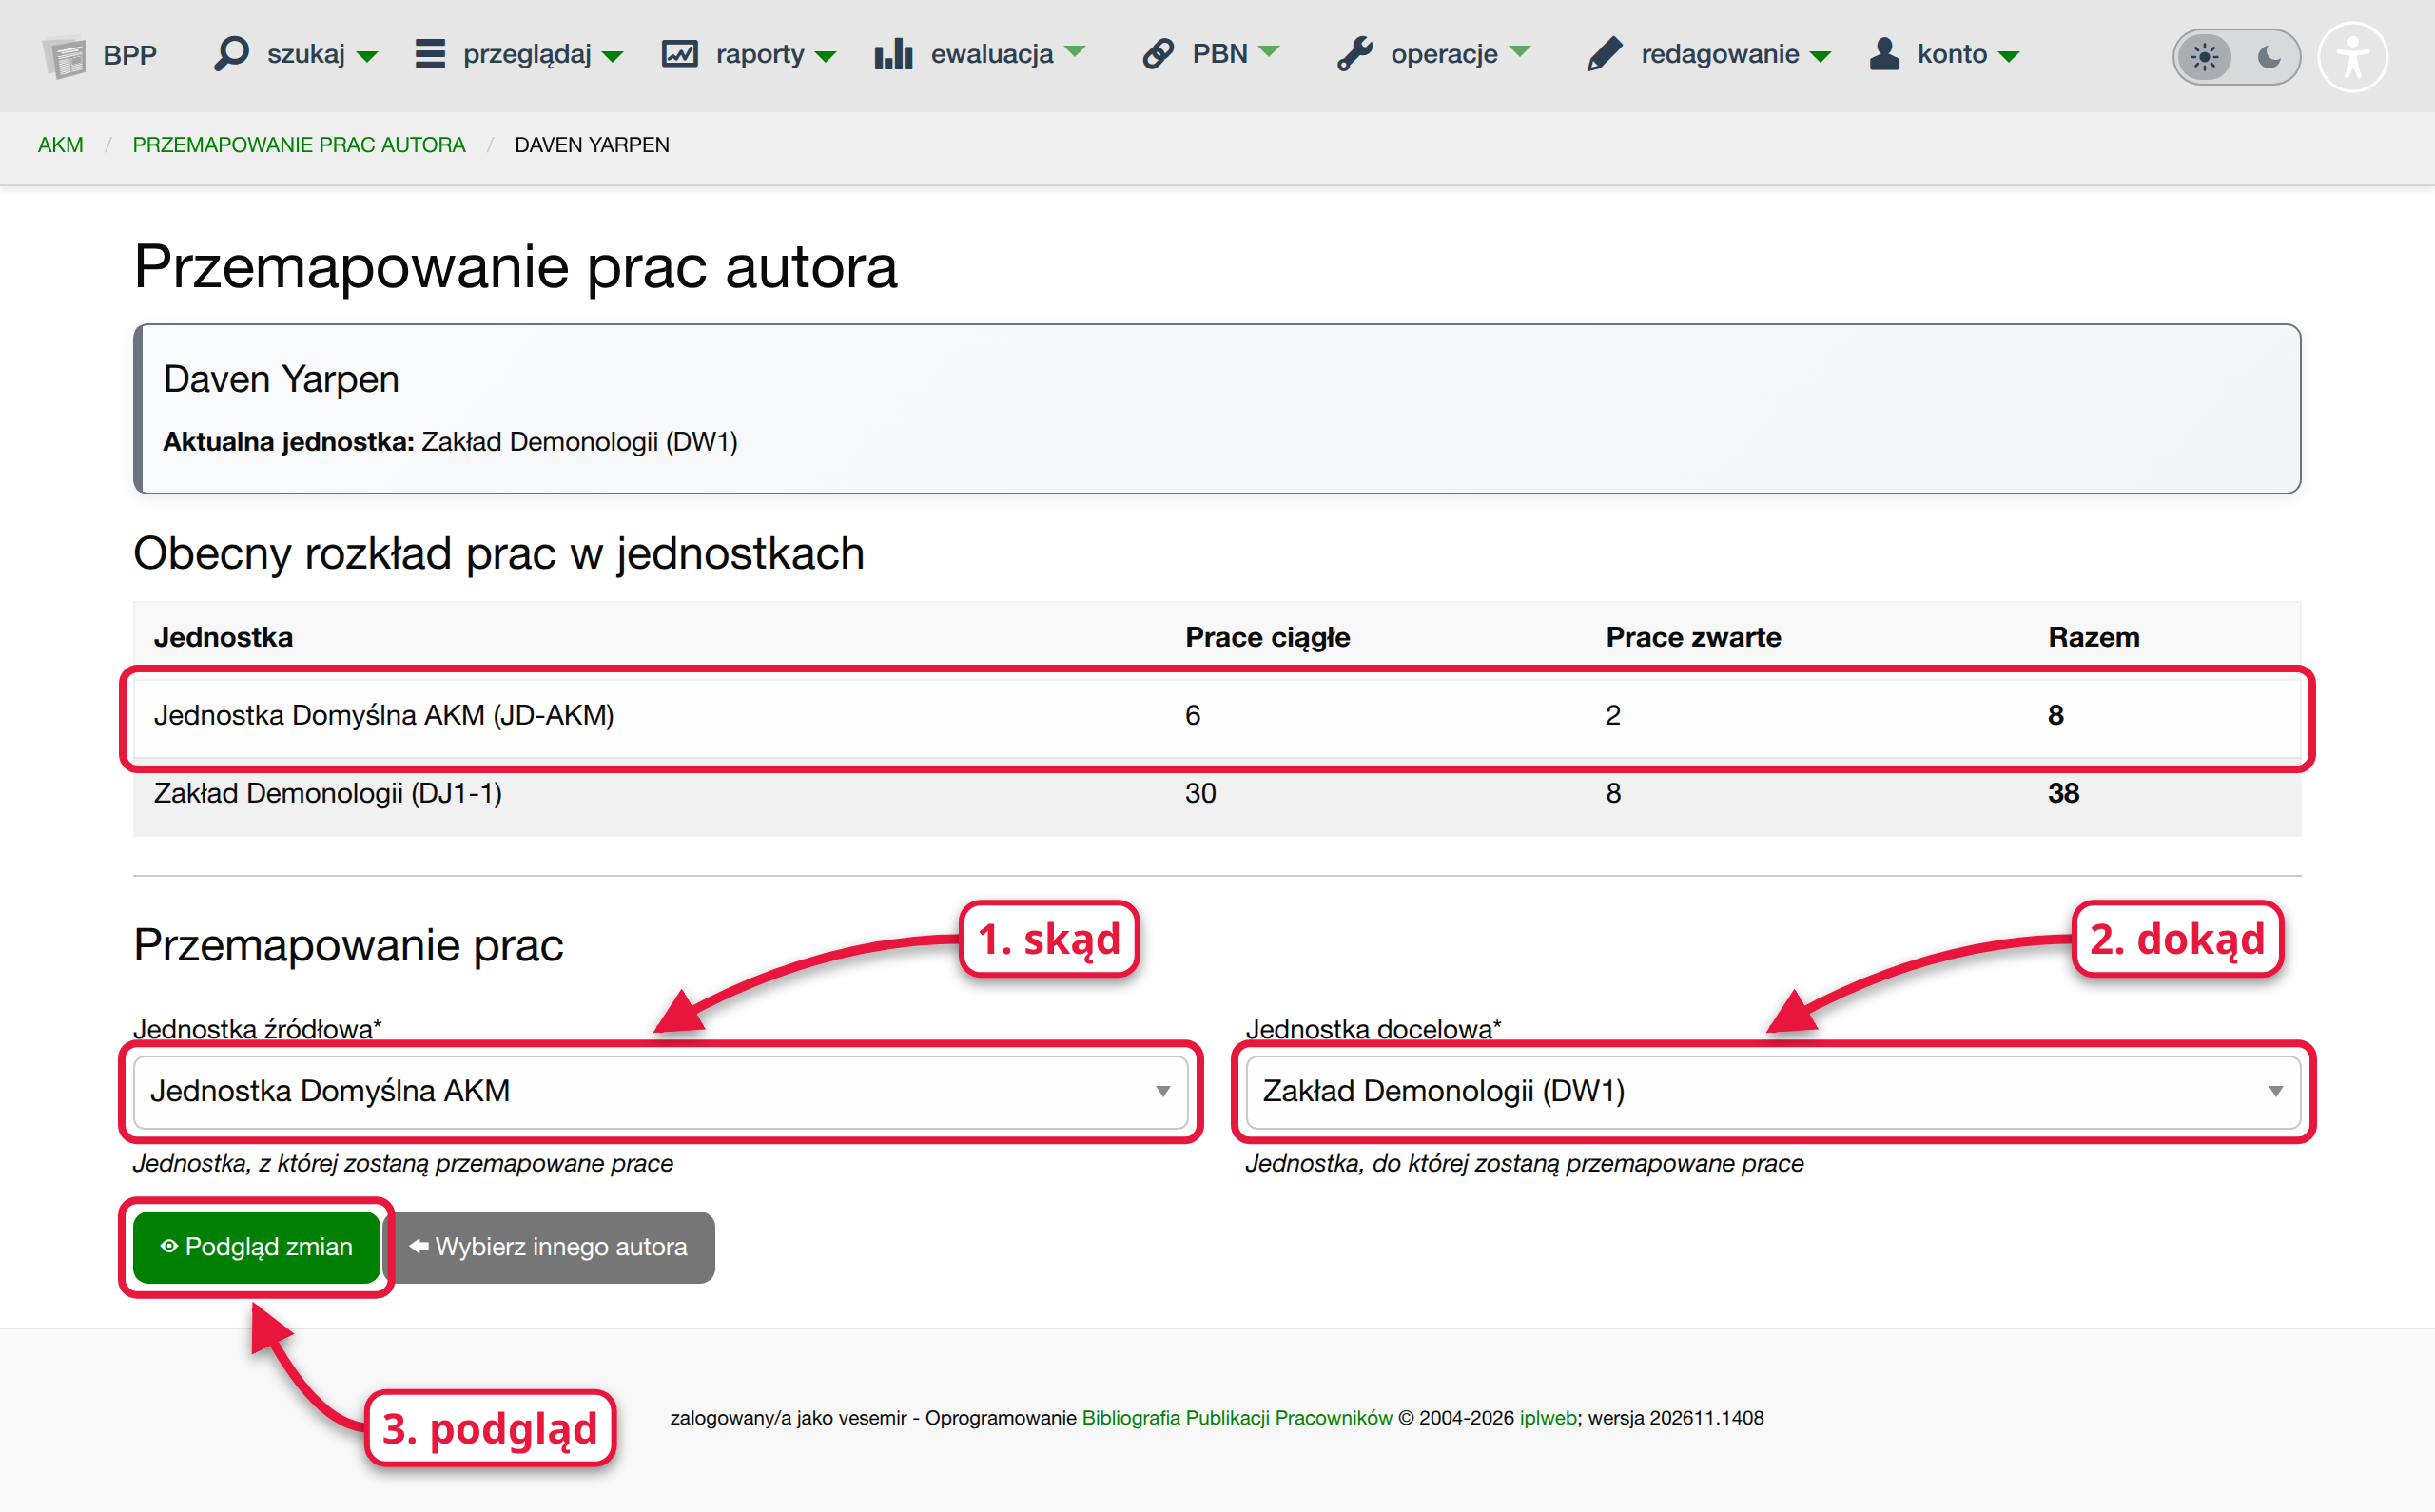 BPP szukaj przeglądaj raporty ewaluacja PBN operacje redagowanie konto
AKM / PRZEMAPOWANIE PRAC AUTORA / DAVEN YARPEN
Przemapowanie prac autora
Daven Yarpen
Aktualna jednostka: Zakład Demonologii (DW1)
Obecny rozkład prac w jednostkach
Jednostka Prace ciągłe Prace zwarte Razem
Jednostka Domyślna AKM (JD-AKM) 6 2 8
Zakład Demonologii (DJ1-1) 30 8 38
1. skąd
2. dokąd
Przemapowanie prac
Jednostka źródłowa* Jednostka docelowa*
Jednostka Domyślna AKM Zakład Demonologii (DW1)
Jednostka, z której zostaną przemapowane prace Jednostka, do której zostaną przemapowane prace
Podgląd zmian Wybierz innego autora
3. podgląd
zalogowany/a jako vesemir - Oprogramowanie Bibliografia Publikacji Pracowników © 2004-2026 iplweb; wersja 202611.1408